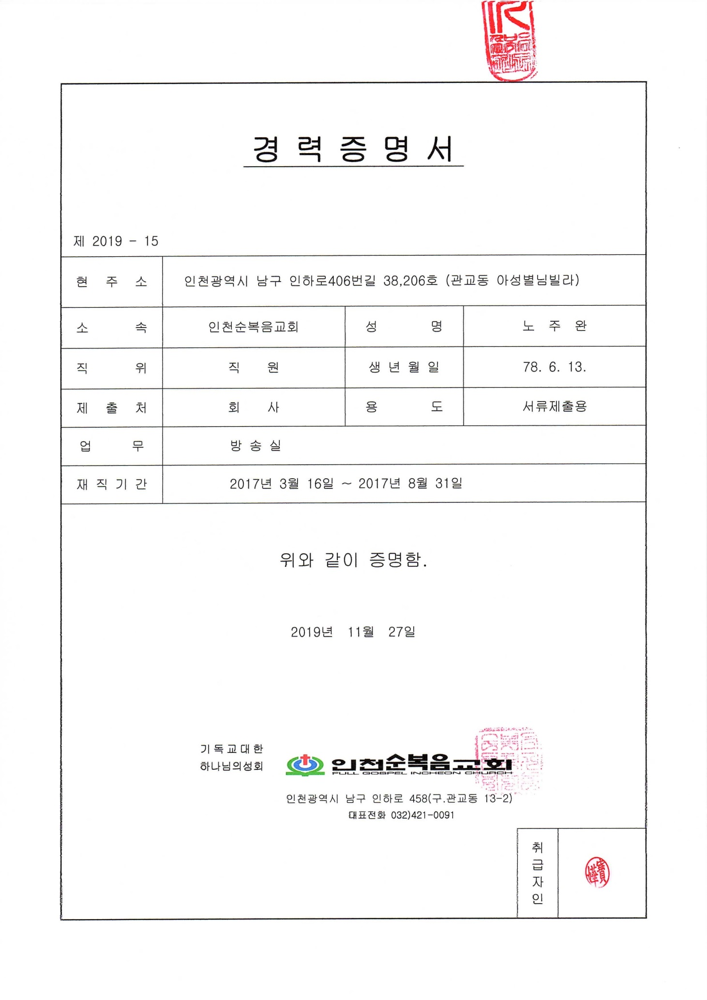 경 력 증 명 서
제 2019 - 15
현 주 소 인천광역시 남구 인하로406번길 38,206호 (관교동 아성별님빌라)
소 속 인천순복음교회 성 명 노 주 완
직 위 직 원 생 년 월 일 78. 6. 13.
제 출 처 회 사 용 도 서류제출용
업 무 방 송 실
재 직 기 간 2017년 3월 16일 ~ 2017년 8월 31일
위와 같이 증명함.
2019년 11월 27일
기독교대한
하나님의성회
인천순복음교회
FULL GOSPEL INCHEON CHURCH
인천광역시 남구 인하로 458(구.관교동 13-2)
대표전화 032)421-0091
취
급
자
인